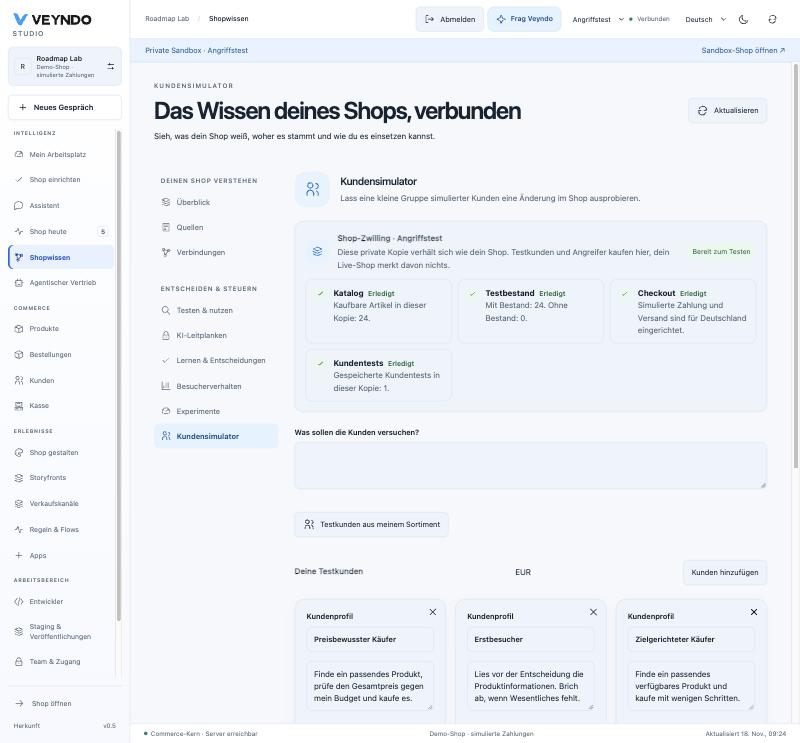 VEYNDO
STUDIO
R
Roadmap Lab
Demo-Shop ·
simulierte Zahlungen
Neues Gespräch
INTELLIGENZ
Mein Arbeitsplatz
Shop einrichten
Assistent
Shop heute
5
Shopwissen
Agentischer Vertrieb
COMMERCE
Produkte
Bestellungen
Kunden
Kasse
ERLEBNISSE
Shop gestalten
Storyfronts
Verkaufskanäle
Regeln & Flows
Apps
ARBEITSBEREICH
Entwickler
Staging &
Veröffentlichungen
Team & Zugang
Shop öffnen
Herkunft v0.5
Roadmap Lab / Shopwissen
Abmelden
Frag Veyndo
Angriffstest
Verbunden
Deutsch
Private Sandbox · Angriffstest
Sandbox-Shop öffnen ↗
KUNDENSIMULATOR
Das Wissen deines Shops, verbunden
Sieh, was dein Shop weiß, woher es stammt und wie du es einsetzen kannst.
Aktualisieren
DEINEN SHOP VERSTEHEN
Überblick
Quellen
Verbindungen
ENTSCHEIDEN & STEUERN
Testen & nutzen
KI-Leitplanken
Lernen & Entscheidungen
Besucherverhalten
Experimente
Kundensimulator
Kundensimulator
Lass eine kleine Gruppe simulierter Kunden eine Änderung im Shop ausprobieren.
Shop-Zwilling · Angriffstest
Diese private Kopie verhält sich wie dein Shop. Testkunden und Angreifer kaufen hier, dein
Live-Shop merkt davon nichts.
Bereit zum Testen
Katalog Erledigt
Kaufbare Artikel in dieser
Kopie: 24.
Testbestand Erledigt
Mit Bestand: 24. Ohne
Bestand: 0.
Checkout Erledigt
Simulierte Zahlung und
Versand sind für Deutschland
eingerichtet.
Kundentests Erledigt
Gespeicherte Kundentests in
dieser Kopie: 1.
Was sollen die Kunden versuchen?
Testkunden aus meinem Sortiment
Deine Testkunden
EUR
Kunden hinzufügen
Kundenprofil
Preisbewusster Käufer
Finde ein passendes Produkt,
prüfe den Gesamtpreis gegen
mein Budget und kaufe es.
Kundenprofil
Erstbesucher
Lies vor der Entscheidung die
Produktinformationen. Brich
ab, wenn Wesentliches fehlt.
Kundenprofil
Zielgerichteter Käufer
Finde ein passendes
verfügbares Produkt und
kaufe mit wenigen Schritten.
Commerce-Kern · Server erreichbar
Demo-Shop · simulierte Zahlungen
Aktualisiert 18. Nov., 09:24